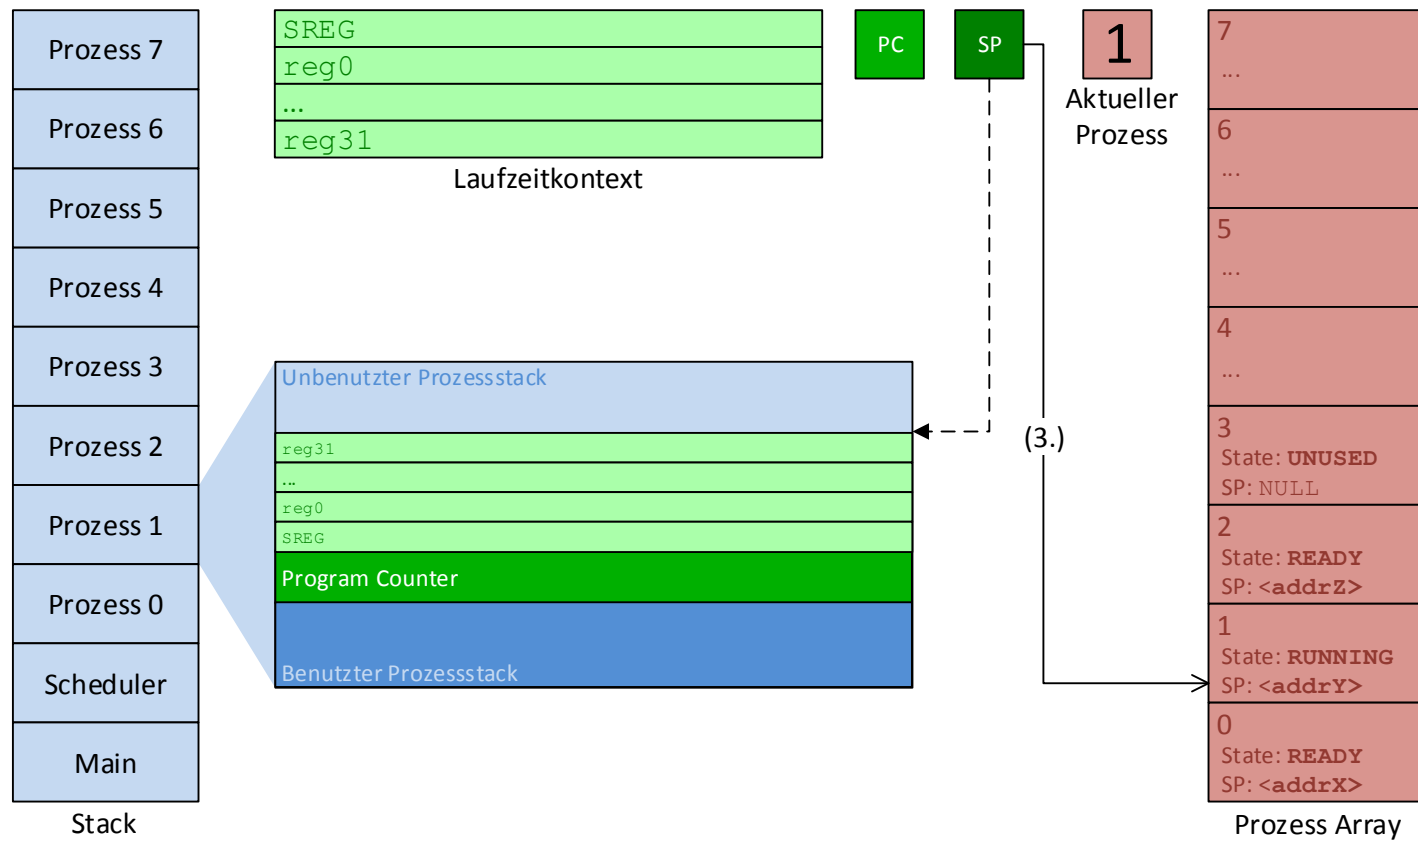 Prozess 7
Prozess 6
Prozess 5
Prozess 4
Prozess 3
Prozess 2
Prozess 1
Prozess 0
Scheduler
Main
Stack
SREG
reg0
...
reg31
Laufzeitkontext
PC
SP
1
Aktueller
Prozess
Unbenutzter Prozessstack
reg31
...
reg0
SREG
Program Counter
Benutzter Prozessstack
(3.)
7
...
6
...
5
...
4
...
3
State: UNUSED
SP: NULL
2
State: READY
SP: <addrZ>
1
State: RUNNING
SP: <addrY>
0
State: READY
SP: <addrX>
Prozess Array